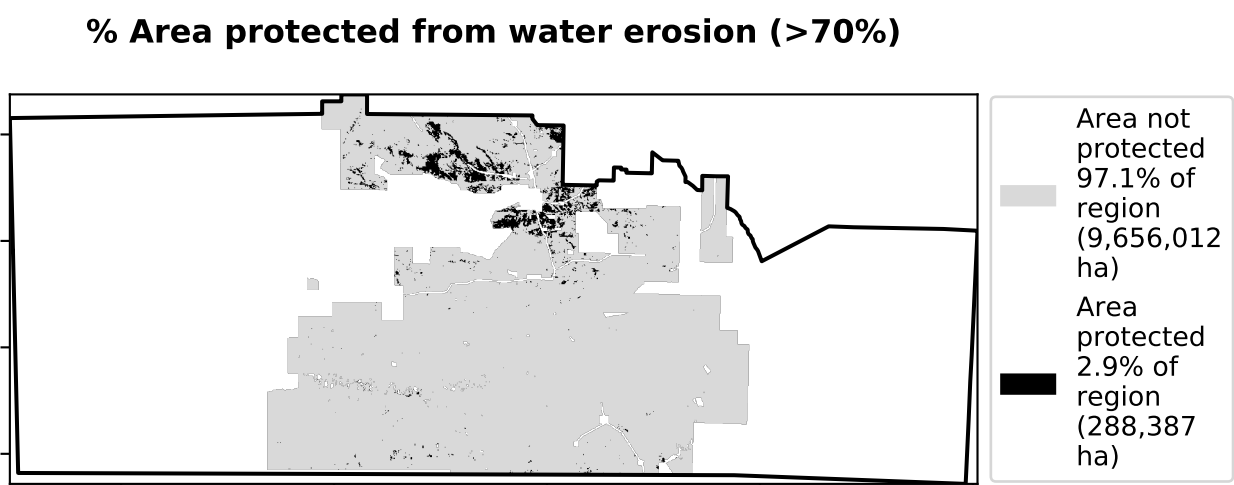 % Area protected from water erosion (>70%)
Area not
protected
97.1% of
region
(9,656,012
ha)
Area
protected
2.9% of
region
(288,387
ha)